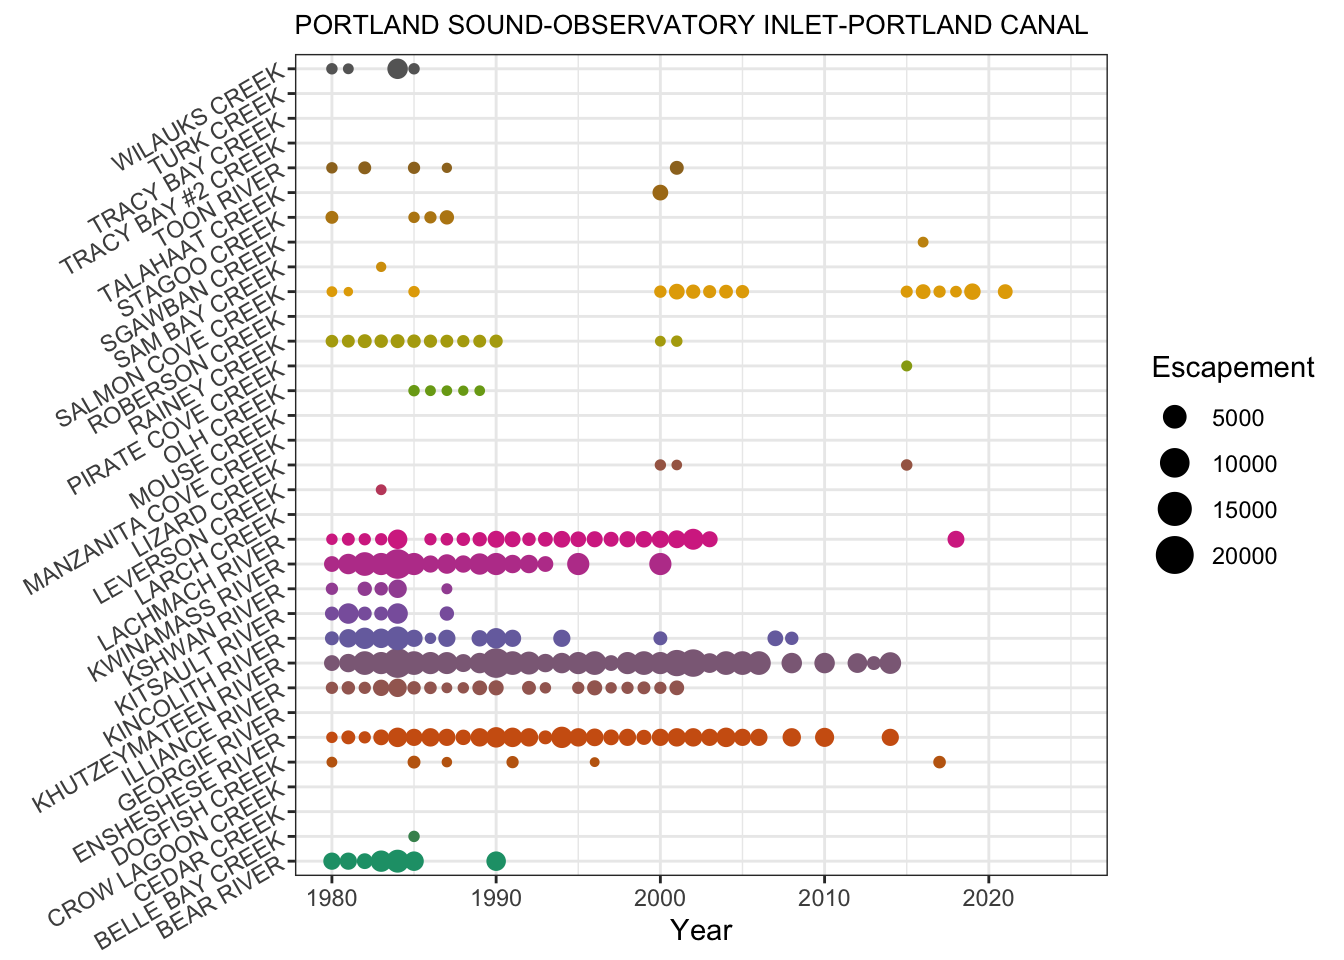 PORTLAND SOUND-OBSERVATORY INLET-PORTLAND CANAL
WILAUKS CREEK
TURK CREEK
TRACY BAY CREEK
TRACY BAY #2 CREEK
TOON RIVER
TALAHAAT CREEK
STAGOO CREEK
SGAWBAN CREEK
SAM BAY CREEK
SALMON COVE CREEK
ROBERSON CREEK
RAINEY CREEK
PIRATE COVE CREEK
OLH CREEK
MOUSE CREEK
MANZANITA COVE CREEK
LIZARD CREEK
LEVERSON CREEK
LARCH CREEK
LACHMACH RIVER
KWINAMASS RIVER
KSHWAN RIVER
KITSAULT RIVER
KINCOLITH RIVER
KHUTZEYMATEEN RIVER
ILLIANCE RIVER
GEORGIE RIVER
ENSHESHESE RIVER
DOGFISH CREEK
CROW LAGOON CREEK
CEDAR CREEK
BELLE BAY CREEK
BEAR RIVER
1980 1990 2000 2010 2020
Year
Escapement
5000
10000
15000
20000